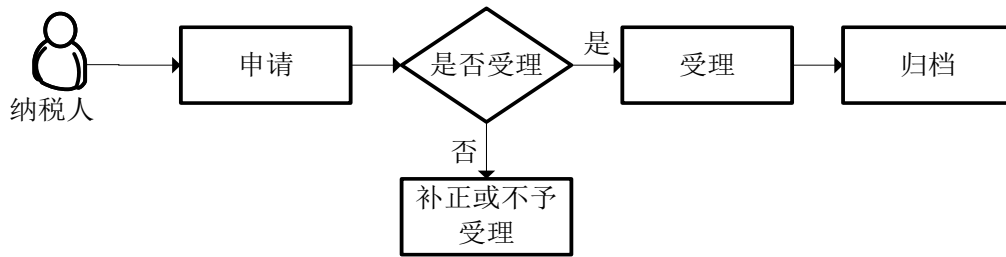 纳税人
申请
是否受理
是
受理
归档
否
补正或不予
受理